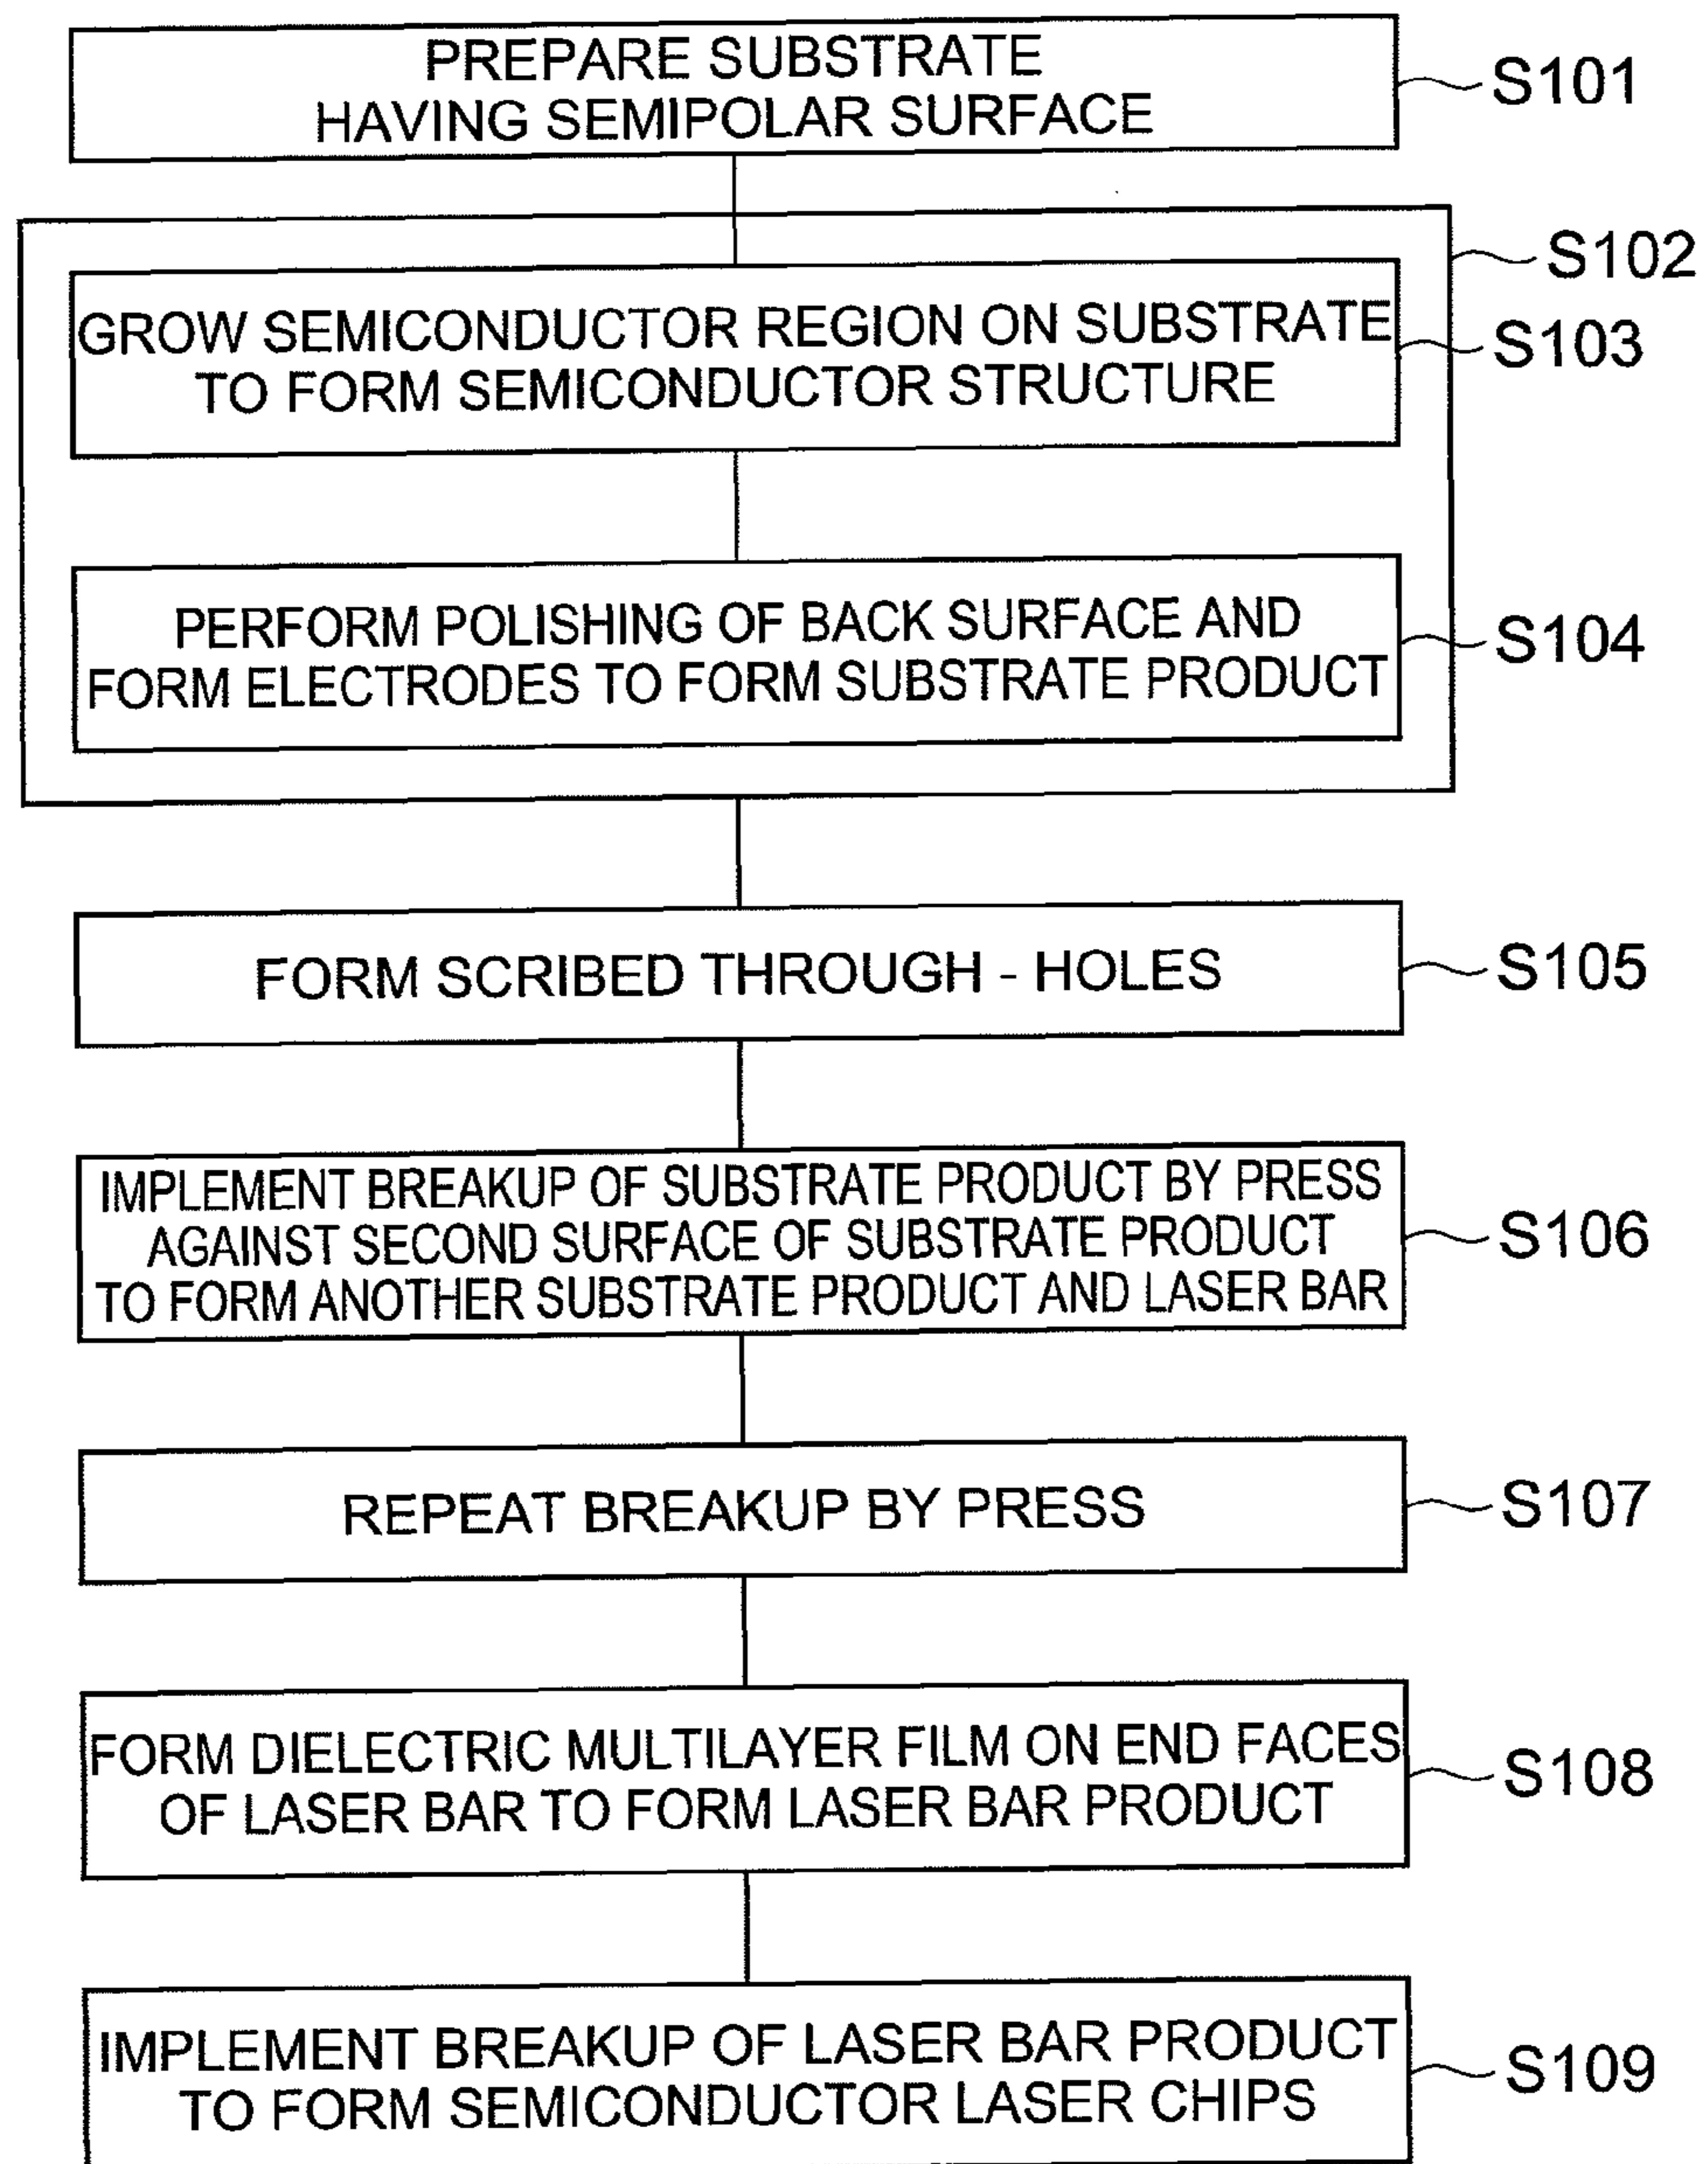 PREPARE SUBSTRATE
HAVING SEMIPOLAR SURFACE
S101
S102
GROW SEMICONDUCTOR REGION ON SUBSTRATE
TO FORM SEMICONDUCTOR STRUCTURE
S103
PERFORM POLISHING OF BACK SURFACE AND
FORM ELECTRODES TO FORM SUBSTRATE PRODUCT
S104
FORM SCRIBED THROUGH - HOLES
S105
IMPLEMENT BREAKUP OF SUBSTRATE PRODUCT BY PRESS
AGAINST SECOND SURFACE OF SUBSTRATE PRODUCT
TO FORM ANOTHER SUBSTRATE PRODUCT AND LASER BAR
S106
REPEAT BREAKUP BY PRESS
S107
FORM DIELECTRIC MULTILAYER FILM ON END FACES
OF LASER BAR TO FORM LASER BAR PRODUCT
S108
IMPLEMENT BREAKUP OF LASER BAR PRODUCT
TO FORM SEMICONDUCTOR LASER CHIPS
S109